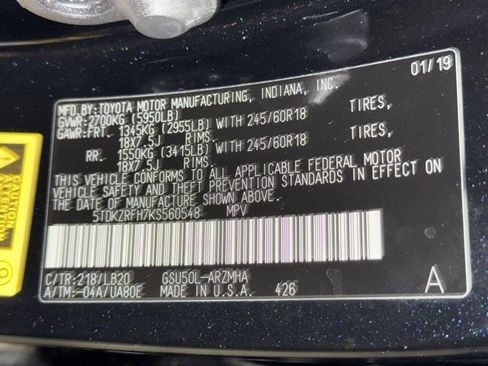 MFD.BY:TOYOTA MOTOR MANUFACTURING, INDIANA, INC. 01/19
GVWR:2700KG (5950LB)
GAWR:FRT. 1345KG (2955LB) WITH 245/60R18 TIRES,
18X7.5J RIMS
RR. 1550KG (3415LB) WITH 245/60R18 TIRES,
18X7.5J RIMS
THIS VEHICLE CONFORMS TO ALL APPLICABLE FEDERAL MOTOR
VEHICLE SAFETY AND THEFT PREVENTION STANDARDS IN EFFECT ON
THE DATE OF MANUFACTURE SHOWN ABOVE.
5TDKZRFH7KS560548 MPV
C/TR:218/LB20 GSU50L-ARZMHA
A/TM:-04A/UA80E MADE IN U.S.A. 426 A
CAUTION